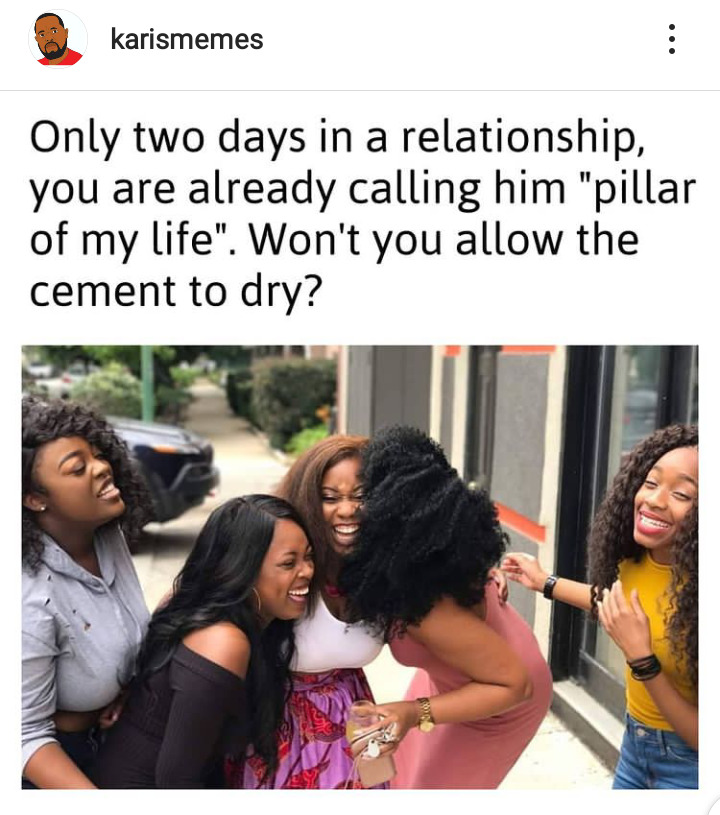 karismemes
Only two days in a relationship,
you are already calling him "pillar
of my life". Won't you allow the
cement to dry?